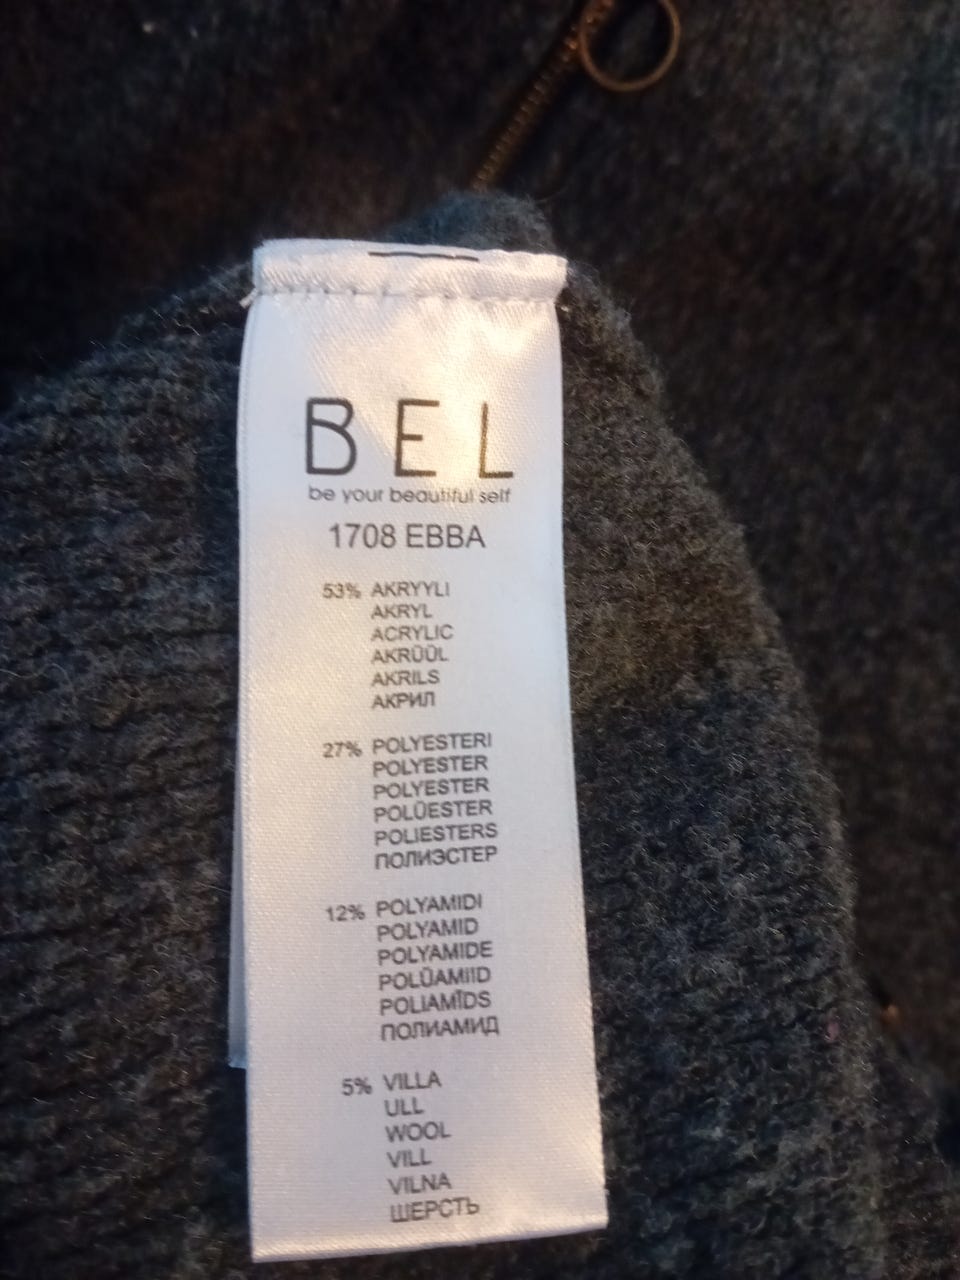 BEL
be your beautiful self
1708 EBBA
53% AKRYYLI
AKRYL
ACRYLIC
AKRÜÜL
AKRILS
АКРИЛ
27% POLYESTERI
POLYESTER
POLYESTER
POLÜESTER
POLIESTERS
ПОЛИЭСТЕР
12% POLYAMIDI
POLYAMID
POLYAMIDE
POLÜAMIID
POLIAMĪDS
ПОЛИАМИД
5% VILLA
ULL
WOOL
VILL
VILNA
ШЕРСТЬ